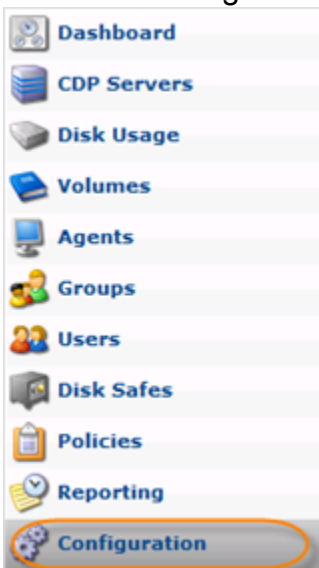 Dashboard
CDP Servers
Disk Usage
Volumes
Agents
Groups
Users
Disk Safes
Policies
Reporting
Configuration